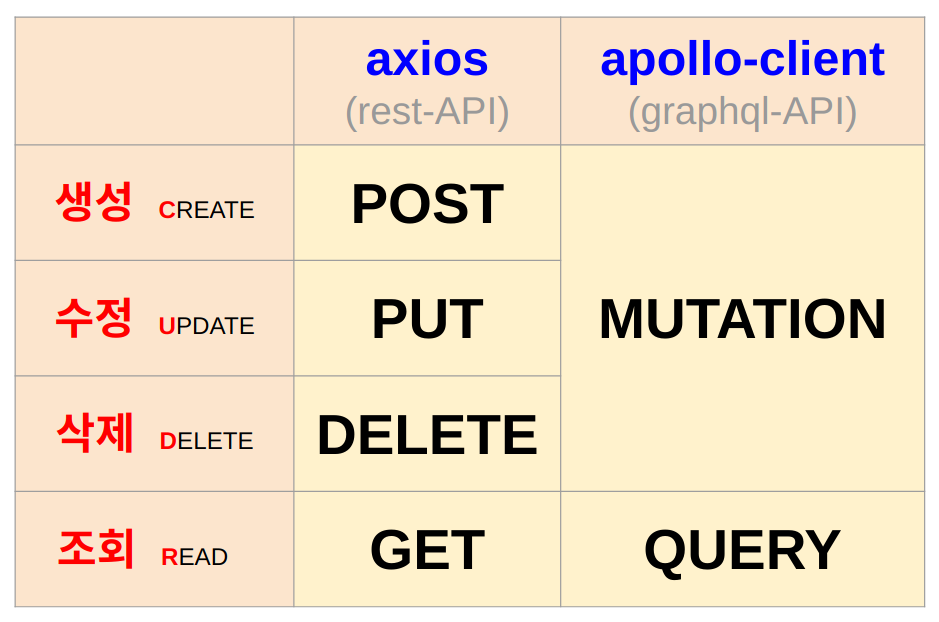 axios
apollo-client
(rest-API)
(graphql-API)
생성 CREATE
POST
수정 UPDATE
PUT
MUTATION
삭제 DELETE
DELETE
조회 READ
GET
QUERY